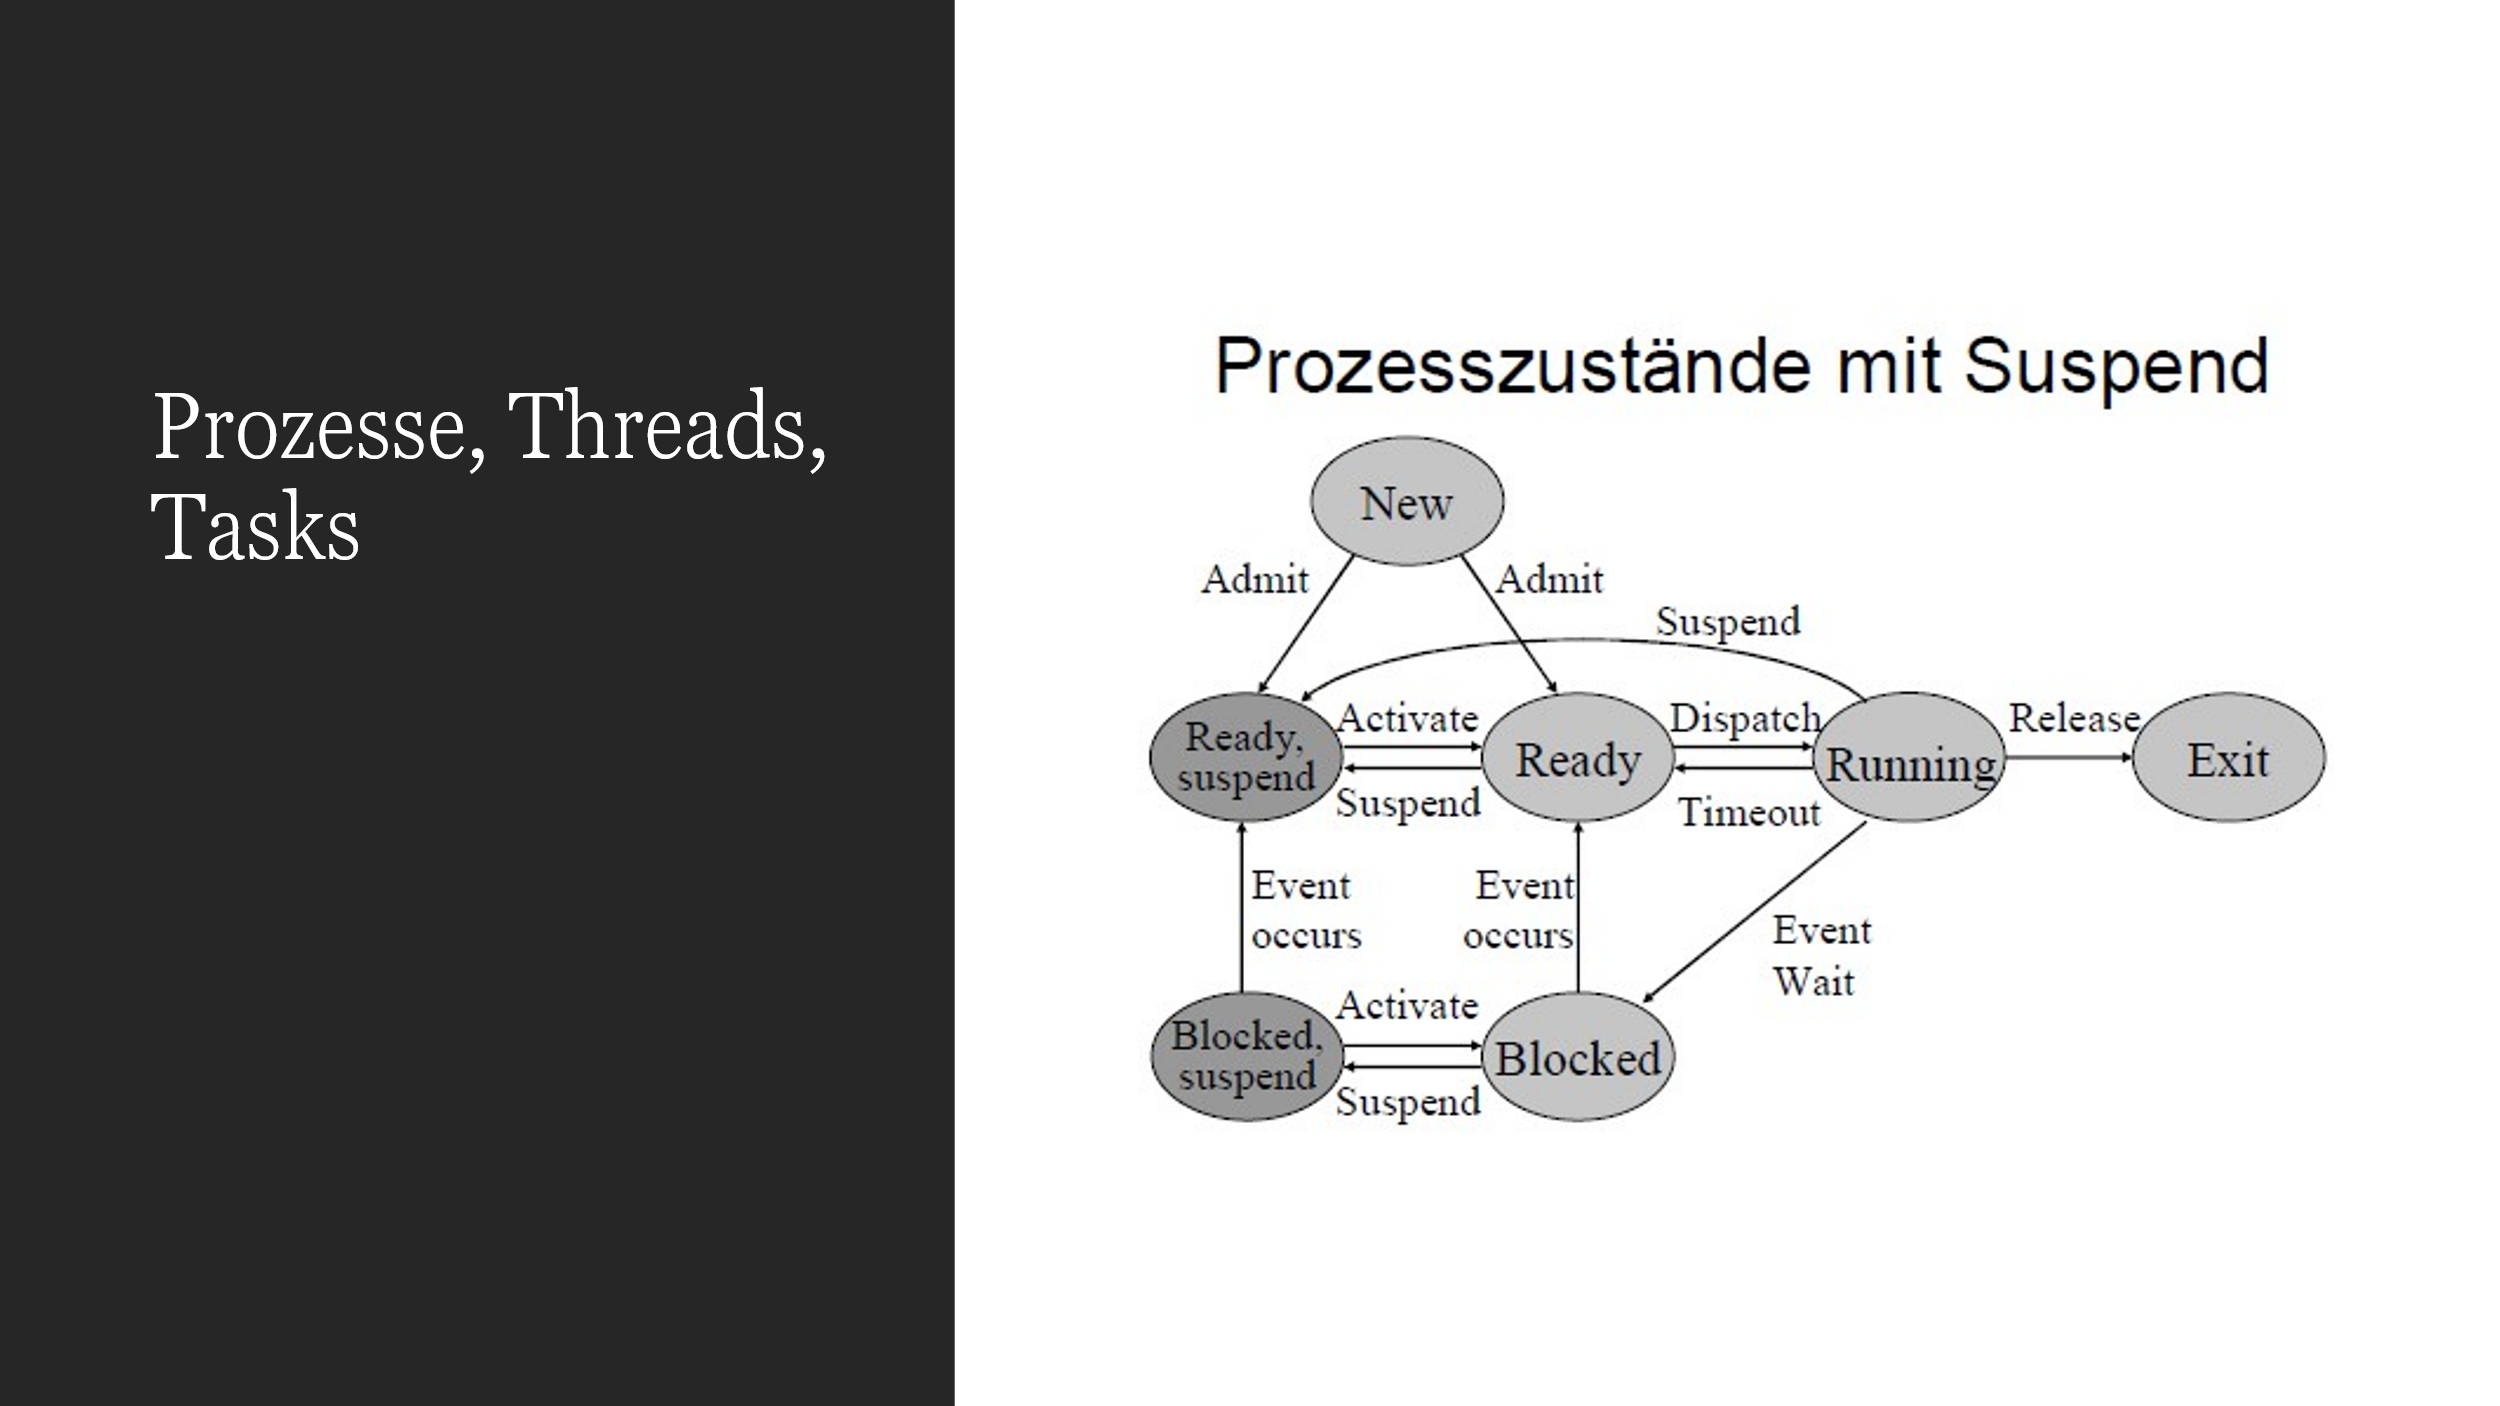 Prozesse, Threads,
Tasks
Prozesszustände mit Suspend
New
Admit
Admit
Suspend
Ready,
suspend
Activate
Suspend
Ready
Dispatch
Timeout
Running
Release
Exit
Event
occurs
Event
occurs
Event
Wait
Blocked,
suspend
Activate
Suspend
Blocked